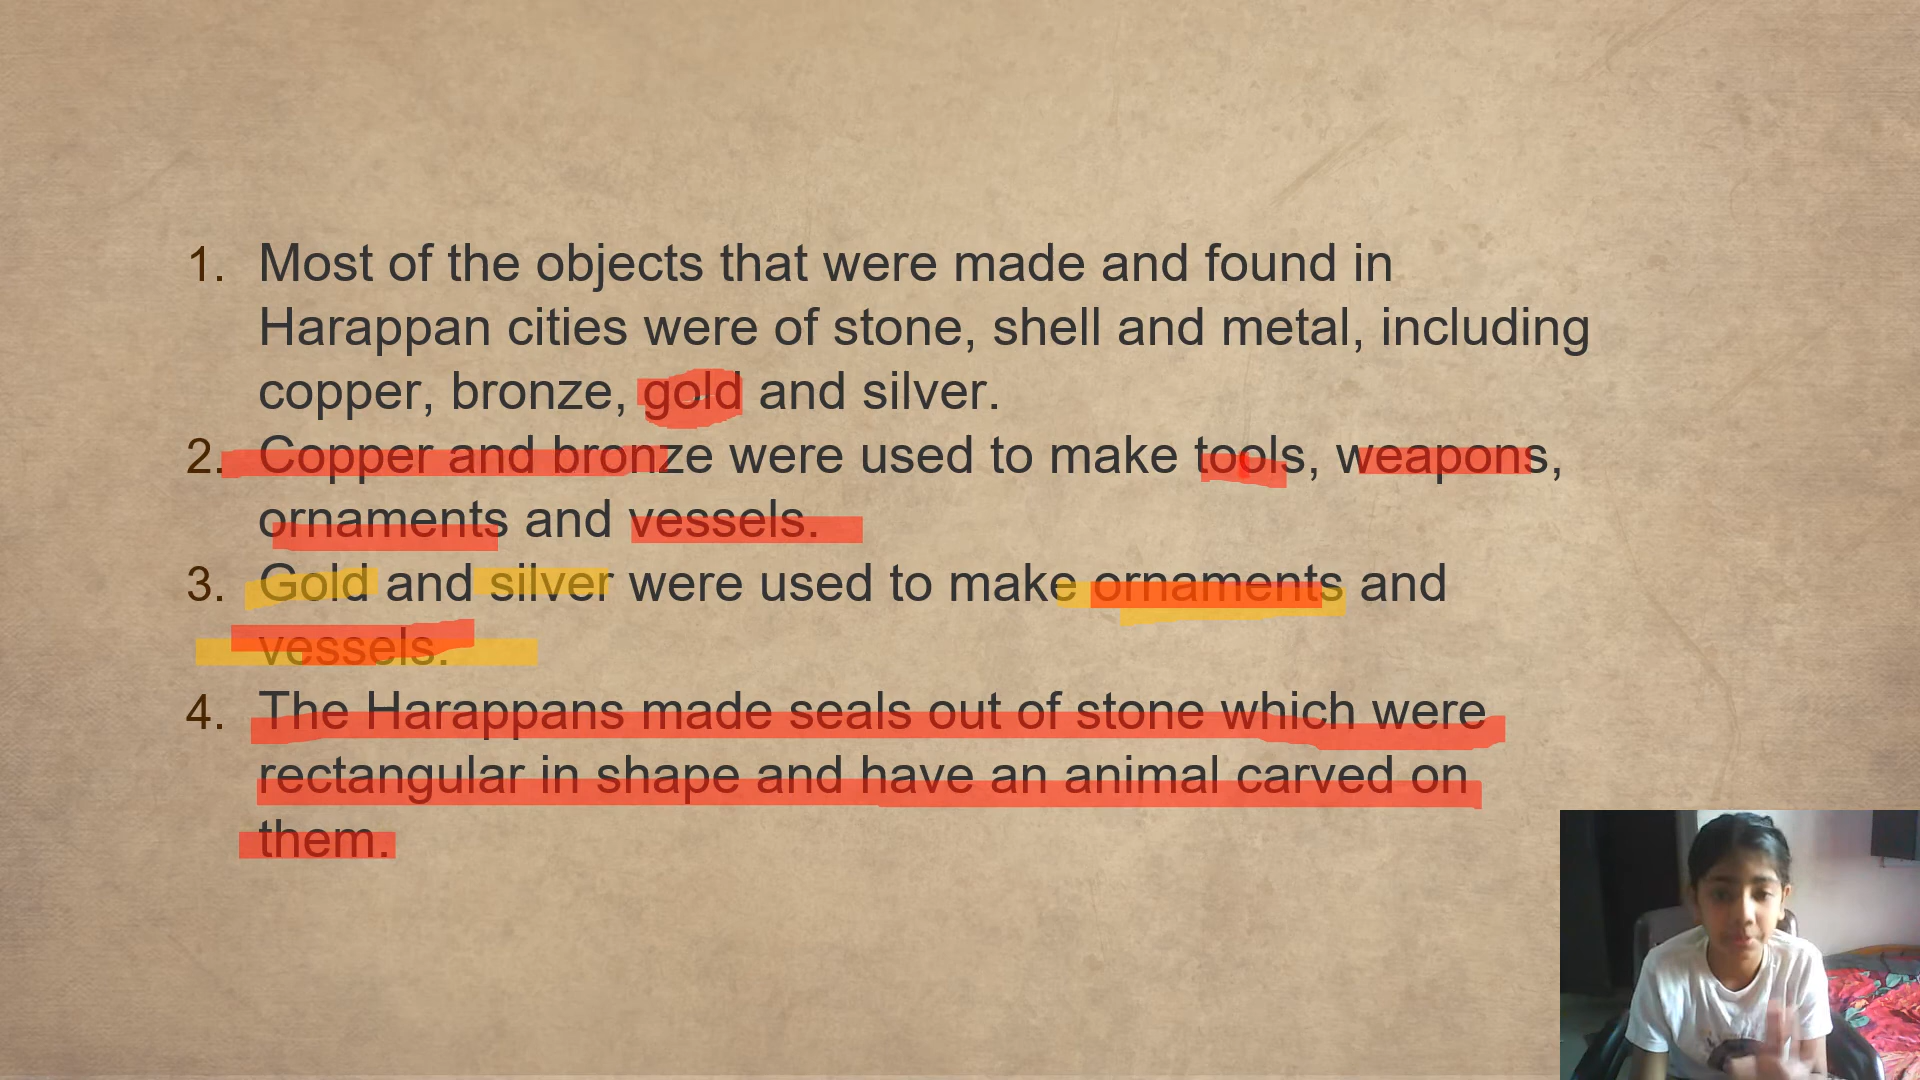 1. Most of the objects that were made and found in
Harappan cities were of stone, shell and metal, including
copper, bronze, gold and silver.
2. Copper and bronze were used to make tools, weapons,
ornaments and vessels.
3. Gold and silver were used to make ornaments and
vessels.
4. The Harappans made seals out of stone which were
rectangular in shape and have an animal carved on
them.